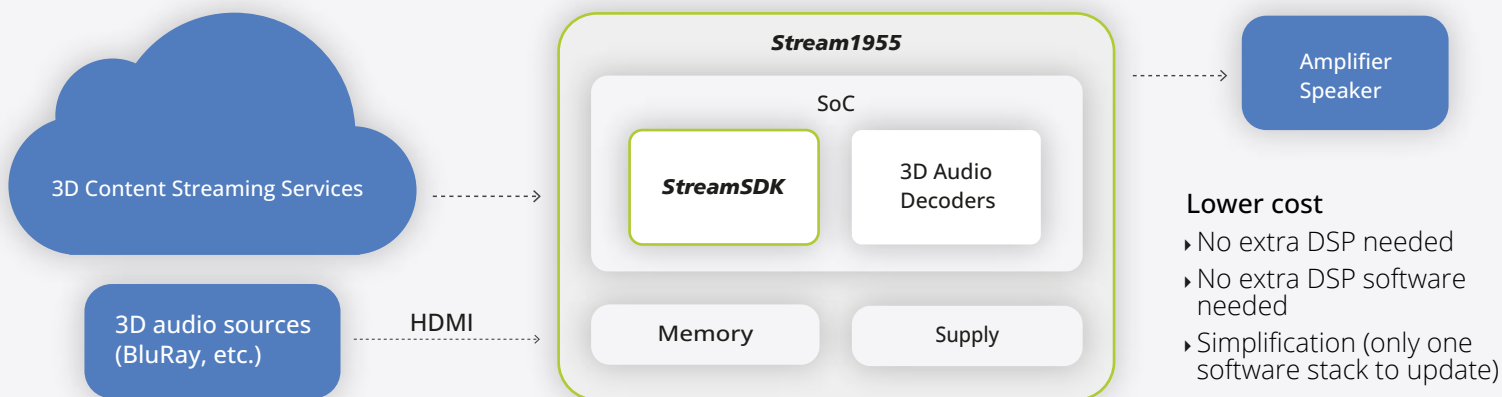 3D Content Streaming Services
3D audio sources
(BluRay, etc.)
HDMI
Stream1955
SoC
StreamSDK
3D Audio
Decoders
Memory
Supply
Amplifier
Speaker
Lower cost
▸ No extra DSP needed
▸ No extra DSP software
needed
▸ Simplification (only one
software stack to update)